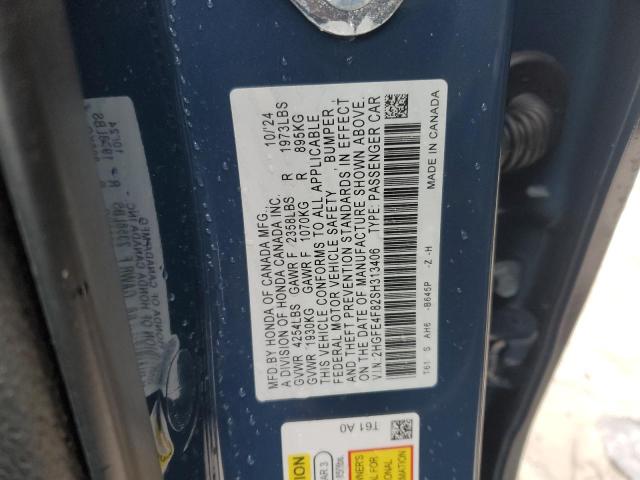 MFD.BY HONDA OF CANADA MFG. 10/'24
A DIVISION OF HONDA CANADA INC.
GVWR 4254LBS GAWR F 2358LBS R 1973LBS
GVWR 1930KG GAWR F 1070KG R 895KG
THIS VEHICLE CONFORMS TO ALL APPLICABLE
FEDERAL MOTOR VEHICLE SAFETY, BUMPER,
AND THEFT PREVENTION STANDARDS IN EFFECT
ON THE DATE OF MANUFACTURE SHOWN ABOVE.
V.I.N.:2HGFE4F82SH313406 TYPE:PASSENGER CAR
T61 S AH6 -B645P -Z -H MADE IN CANADA
T61 A0